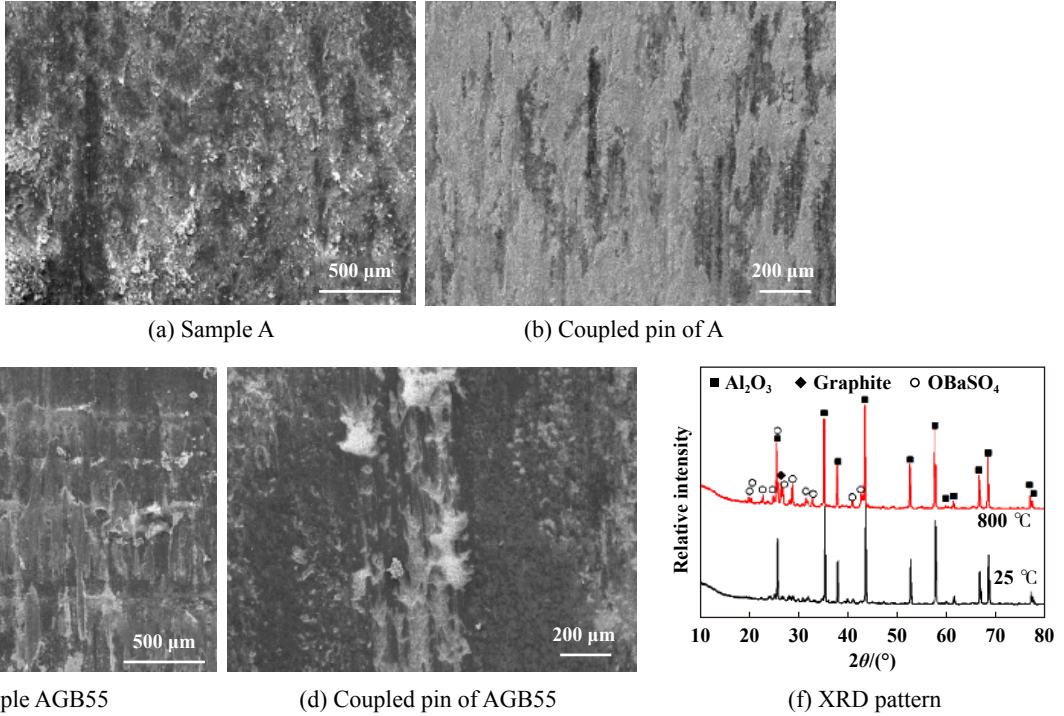 500 μm
200 μm
(a) Sample A
(b) Coupled pin of A
500 μm
200 μm
■ Al₂O₃ ◆ Graphite ○ OBaSO₄
Relative intensity
800 ℃
25 ℃
10 20 30 40 50 60 70 80
2θ/(°)
ple AGB55
(d) Coupled pin of AGB55
(f) XRD pattern